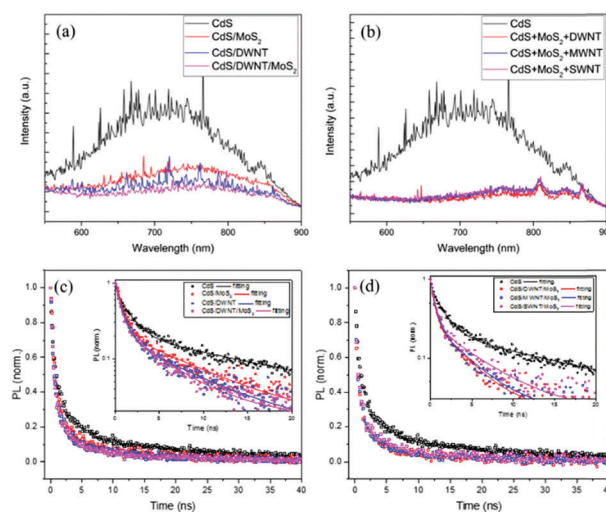 (a)
CdS
CdS/MoS₂
CdS/DWNT
CdS/DWNT/MoS₂
Intensity (a.u.)
600 700 800 900
Wavelength (nm)
(b)
CdS
CdS+MoS₂+DWNT
CdS+MoS₂+MWNT
CdS+MoS₂+SWNT
Intensity (a.u.)
600 700 800 900
Wavelength (nm)
(c)
PL (norm.)
1.0
0.8
0.6
0.4
0.2
0.0
0 5 10 15 20 25 30 35 40
Time (ns)
CdS fitting
CdS/MoS₂ fitting
CdS/DWNT fitting
CdS/DWNT/MoS₂ fitting
PL (norm.)
1
0.1
0 5 10 15 20
Time (ns)
(d)
PL (norm.)
1.0
0.8
0.6
0.4
0.2
0.0
0 5 10 15 20 25 30 35 40
Time (ns)
CdS fitting
CdS/DWNT/MoS₂ fitting
CdS/MWNT/MoS₂ fitting
CdS/SWNT/MoS₂ fitting
PL (norm.)
1
0.1
0 5 10 15 20
Time (ns)